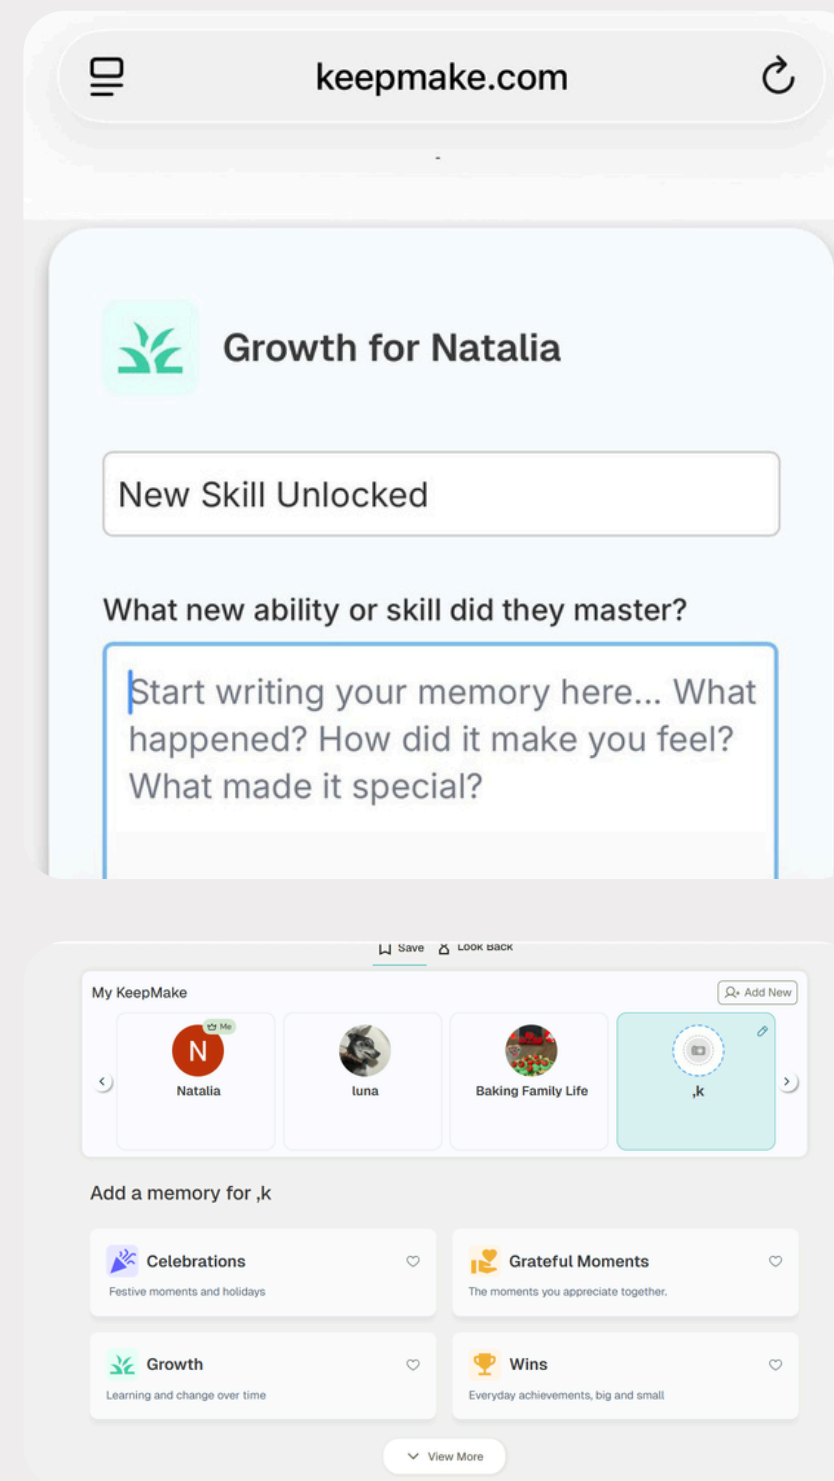 keepmake.com
Growth for Natalia
New Skill Unlocked
What new ability or skill did they master?
Start writing your memory here... What
happened? How did it make you feel?
What made it special?
Save Look Back
My KeepMake
Add New
Me
N
Natalia
luna
Baking Family Life
,k
Add a memory for ,k
Celebrations
Festive moments and holidays
Grateful Moments
The moments you appreciate together.
Growth
Learning and change over time
Wins
Everyday achievements, big and small
View More